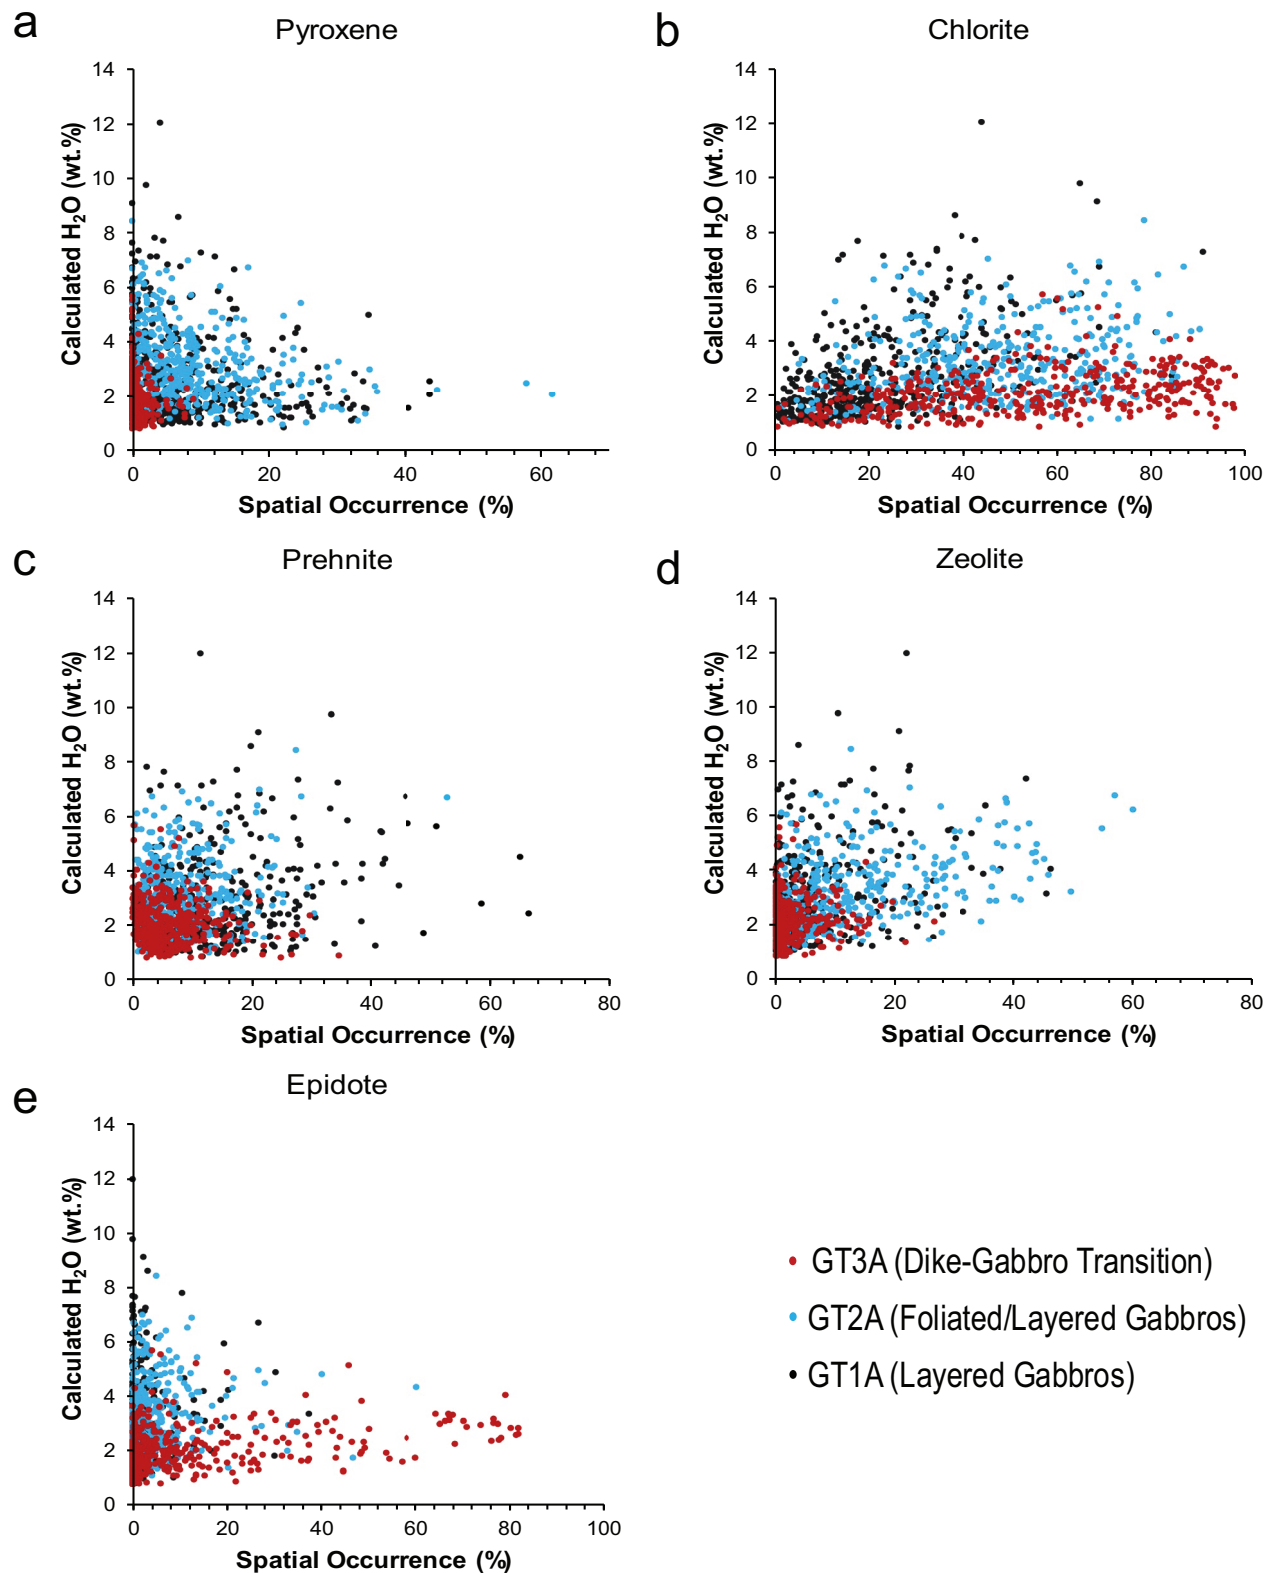 a
Pyroxene
14
12
10
8
6
4
2
0
Calculated H₂O (wt.%)
0 20 40 60
Spatial Occurrence (%)
b
Chlorite
14
12
10
8
6
4
2
0
Calculated H₂O (wt.%)
0 20 40 60 80 100
Spatial Occurrence (%)
c
Prehnite
14
12
10
8
6
4
2
0
Calculated H₂O (wt.%)
0 20 40 60 80
Spatial Occurrence (%)
d
Zeolite
14
12
10
8
6
4
2
0
Calculated H₂O (wt.%)
0 20 40 60 80
Spatial Occurrence (%)
e
Epidote
14
12
10
8
6
4
2
0
Calculated H₂O (wt.%)
0 20 40 60 80 100
Spatial Occurrence (%)
GT3A (Dike-Gabbro Transition)
GT2A (Foliated/Layered Gabbros)
GT1A (Layered Gabbros)